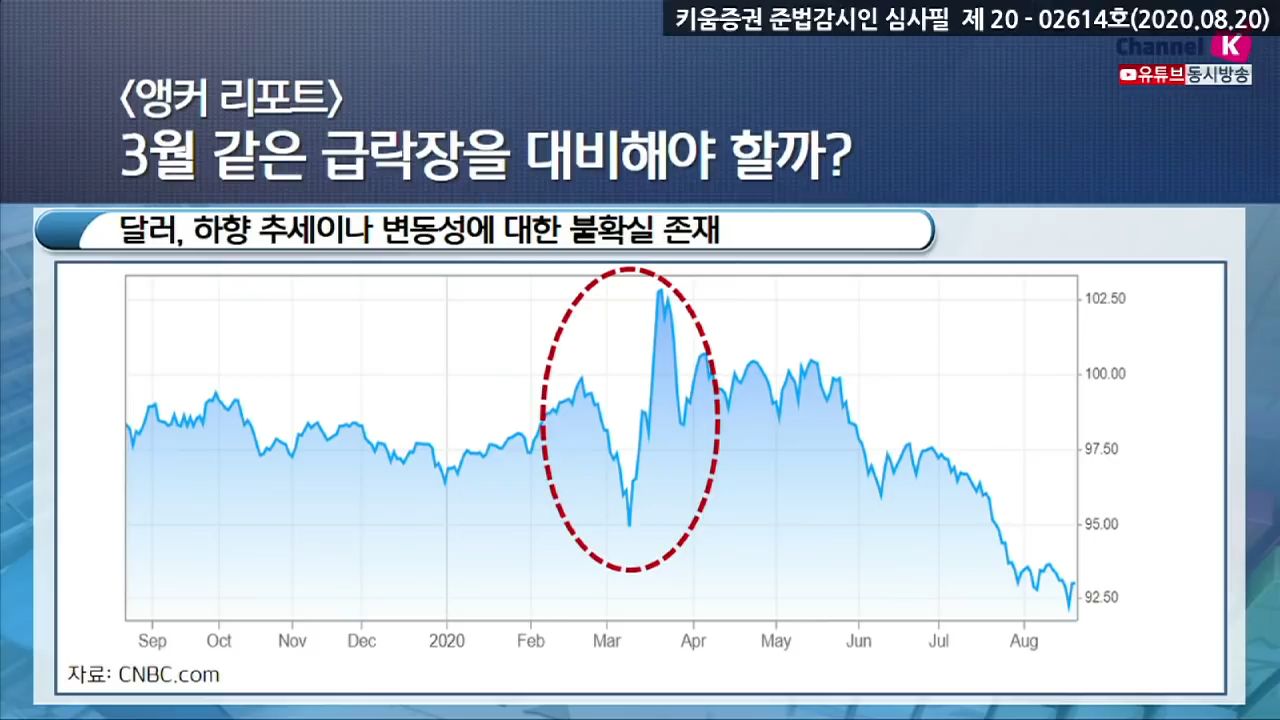 키움증권 준법감시인 심사필 제 20 - 02614호(2020.08.20)
Channel K
유튜브동시방송
<앵커 리포트>
3월 같은 급락장을 대비해야 할까?
달러, 하향 추세이나 변동성에 대한 불확실 존재
102.50
100.00
97.50
95.00
92.50
Sep Oct Nov Dec 2020 Feb Mar Apr May Jun Jul Aug
자료: CNBC.com